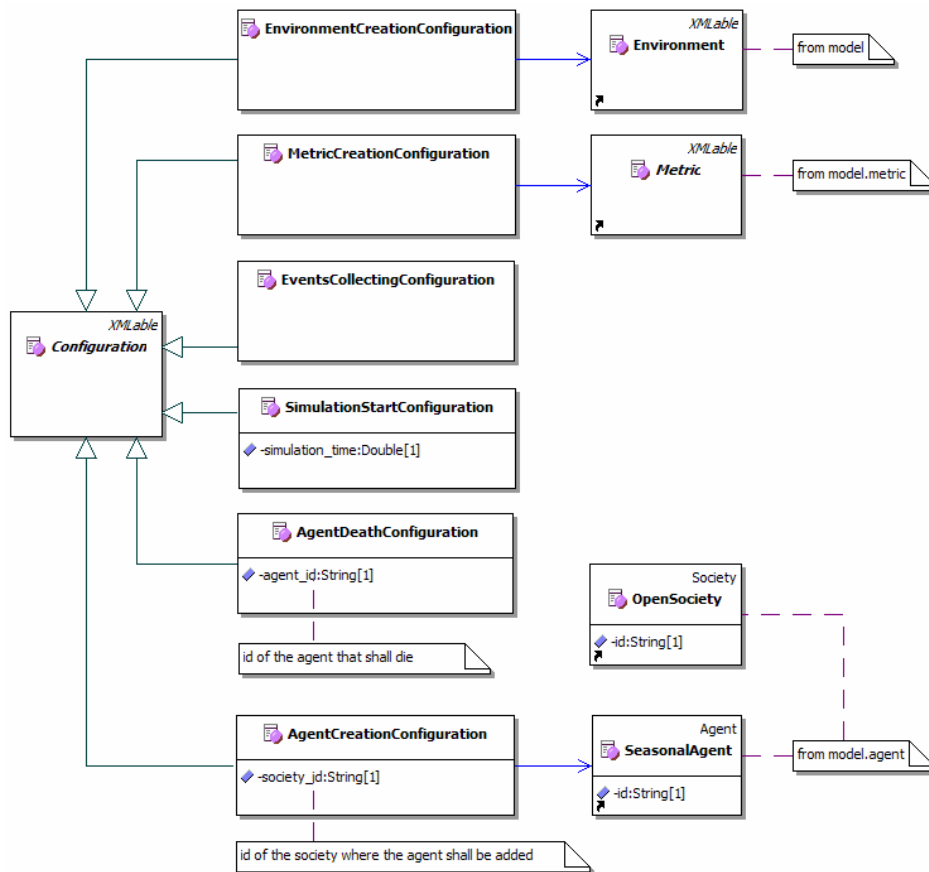 EnvironmentCreationConfiguration
XMLable
Environment
from model
MetricCreationConfiguration
XMLable
Metric
from model.metric
EventsCollectingConfiguration
XMLable
Configuration
SimulationStartConfiguration
-simulation_time:Double[1]
AgentDeathConfiguration
-agent_id:String[1]
id of the agent that shall die
Society
OpenSociety
-id:String[1]
AgentCreationConfiguration
-society_id:String[1]
id of the society where the agent shall be added
Agent
SeasonalAgent
-id:String[1]
from model.agent